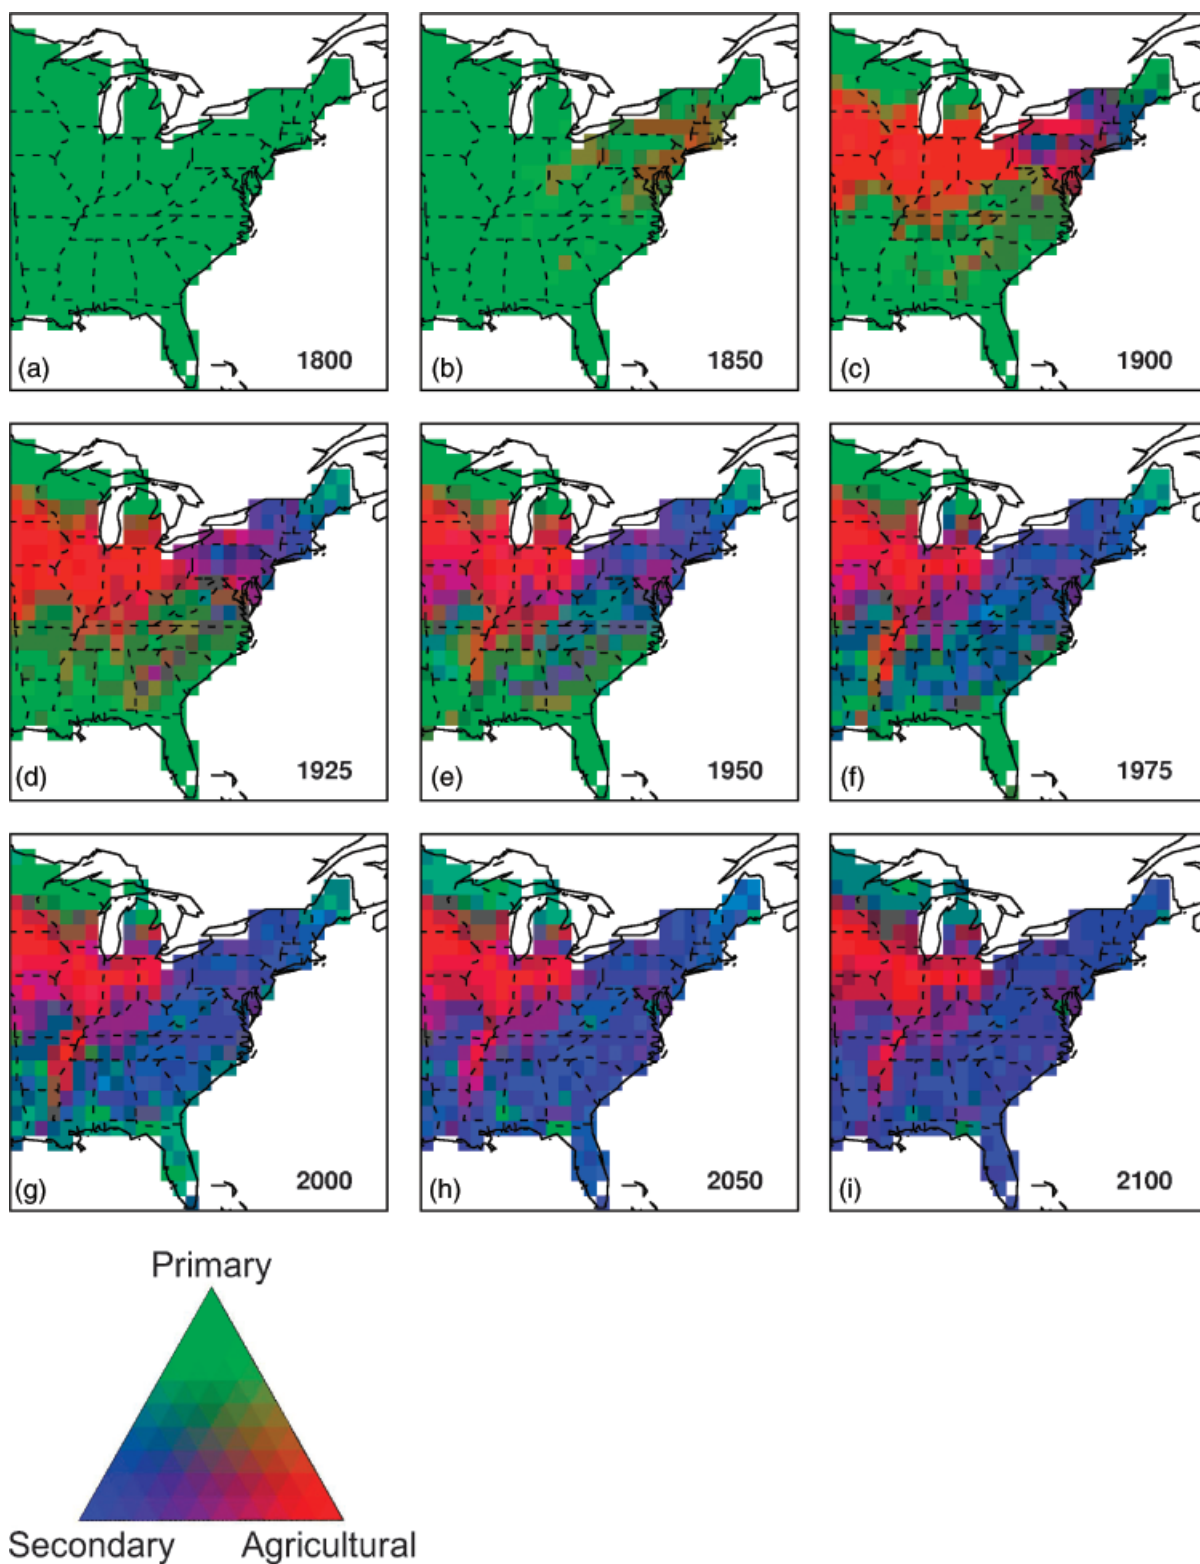 (a) 1800
(b) 1850
(c) 1900
(d) 1925
(e) 1950
(f) 1975
(g) 2000
(h) 2050
(i) 2100
Primary
Secondary Agricultural